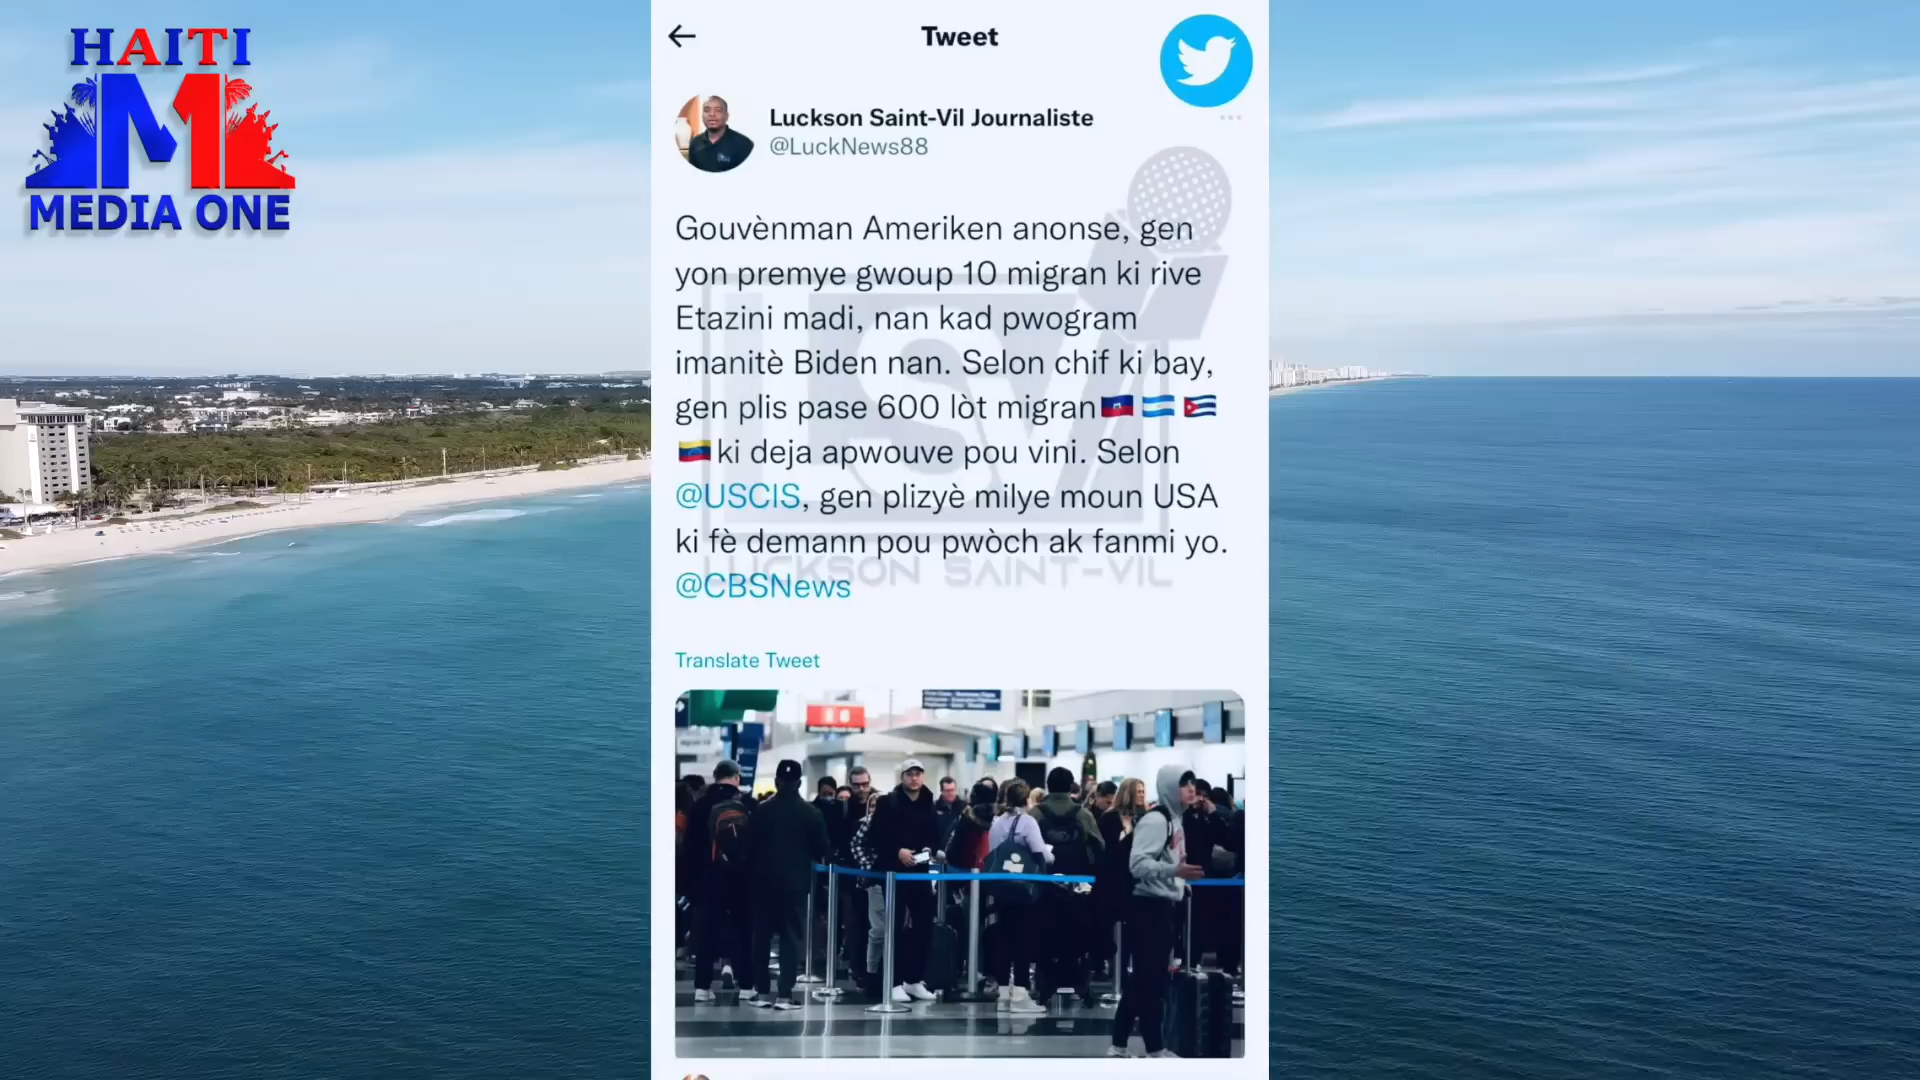 HAITI
M1
MEDIA ONE
Tweet
Luckson Saint-Vil Journaliste
@LuckNews88
Gouvènman Ameriken anonse, gen
yon premye gwoup 10 migran ki rive
Etazini madi, nan kad pwogram
imanitè Biden nan. Selon chif ki bay,
gen plis pase 600 lòt migran🇭🇹🇭🇳🇨🇺
🇻🇪ki deja apwouve pou vini. Selon
@USCIS, gen plizyè milye moun USA
ki fè demann pou pwòch ak fanmi yo.
@CBSNews
LSV
LUCKSON SAINT-VIL
Translate Tweet